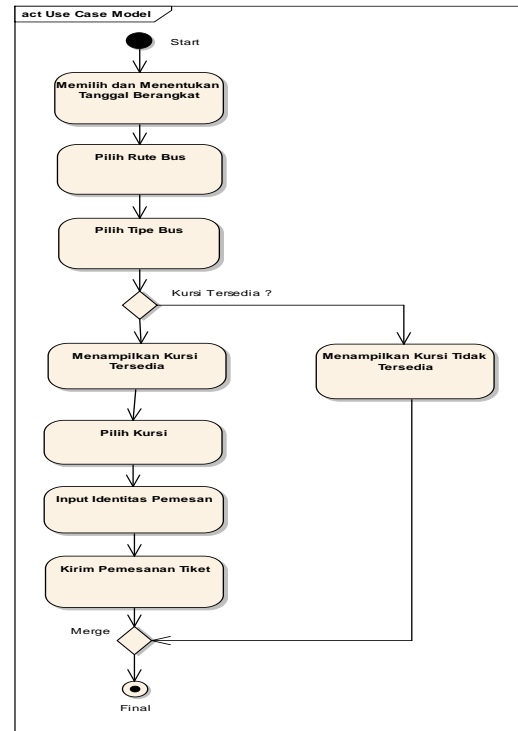 act Use Case Model
Start
Memilih dan Menentukan
Tanggal Berangkat
Pilih Rute Bus
Pilih Tipe Bus
Kursi Tersedia ?
Menampilkan Kursi
Tersedia
Menampilkan Kursi Tidak
Tersedia
Pilih Kursi
Input Identitas Pemesan
Kirim Pemesanan Tiket
Merge
Final